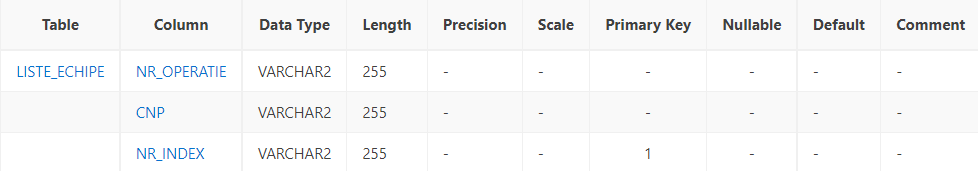 Table Column Data Type Length Precision Scale Primary Key Nullable Default Comment
LISTE_ECHIPE NR_OPERATIE VARCHAR2 255 - - - - - -
CNP VARCHAR2 255 - - - - - -
NR_INDEX VARCHAR2 255 - - 1 - - -